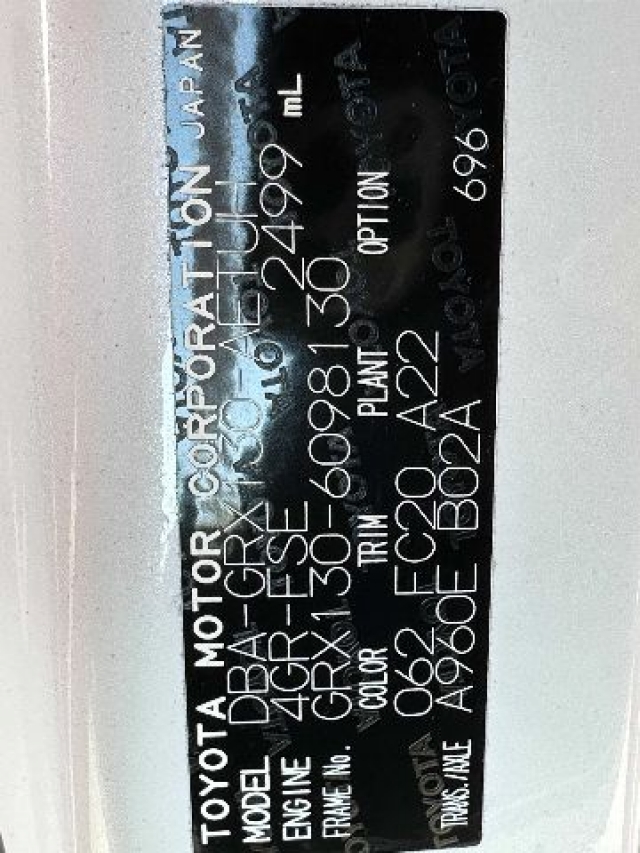 TOYOTA MOTOR CORPORATION JAPAN
MODEL DBA-GRX130-AETUH
ENGINE 4GR-FSE 2499 mL
FRAME No. GRX130-6098130
COLOR TRIM PLANT OPTION
062 FC20 A22
TRANS./AXLE A960E B02A 696